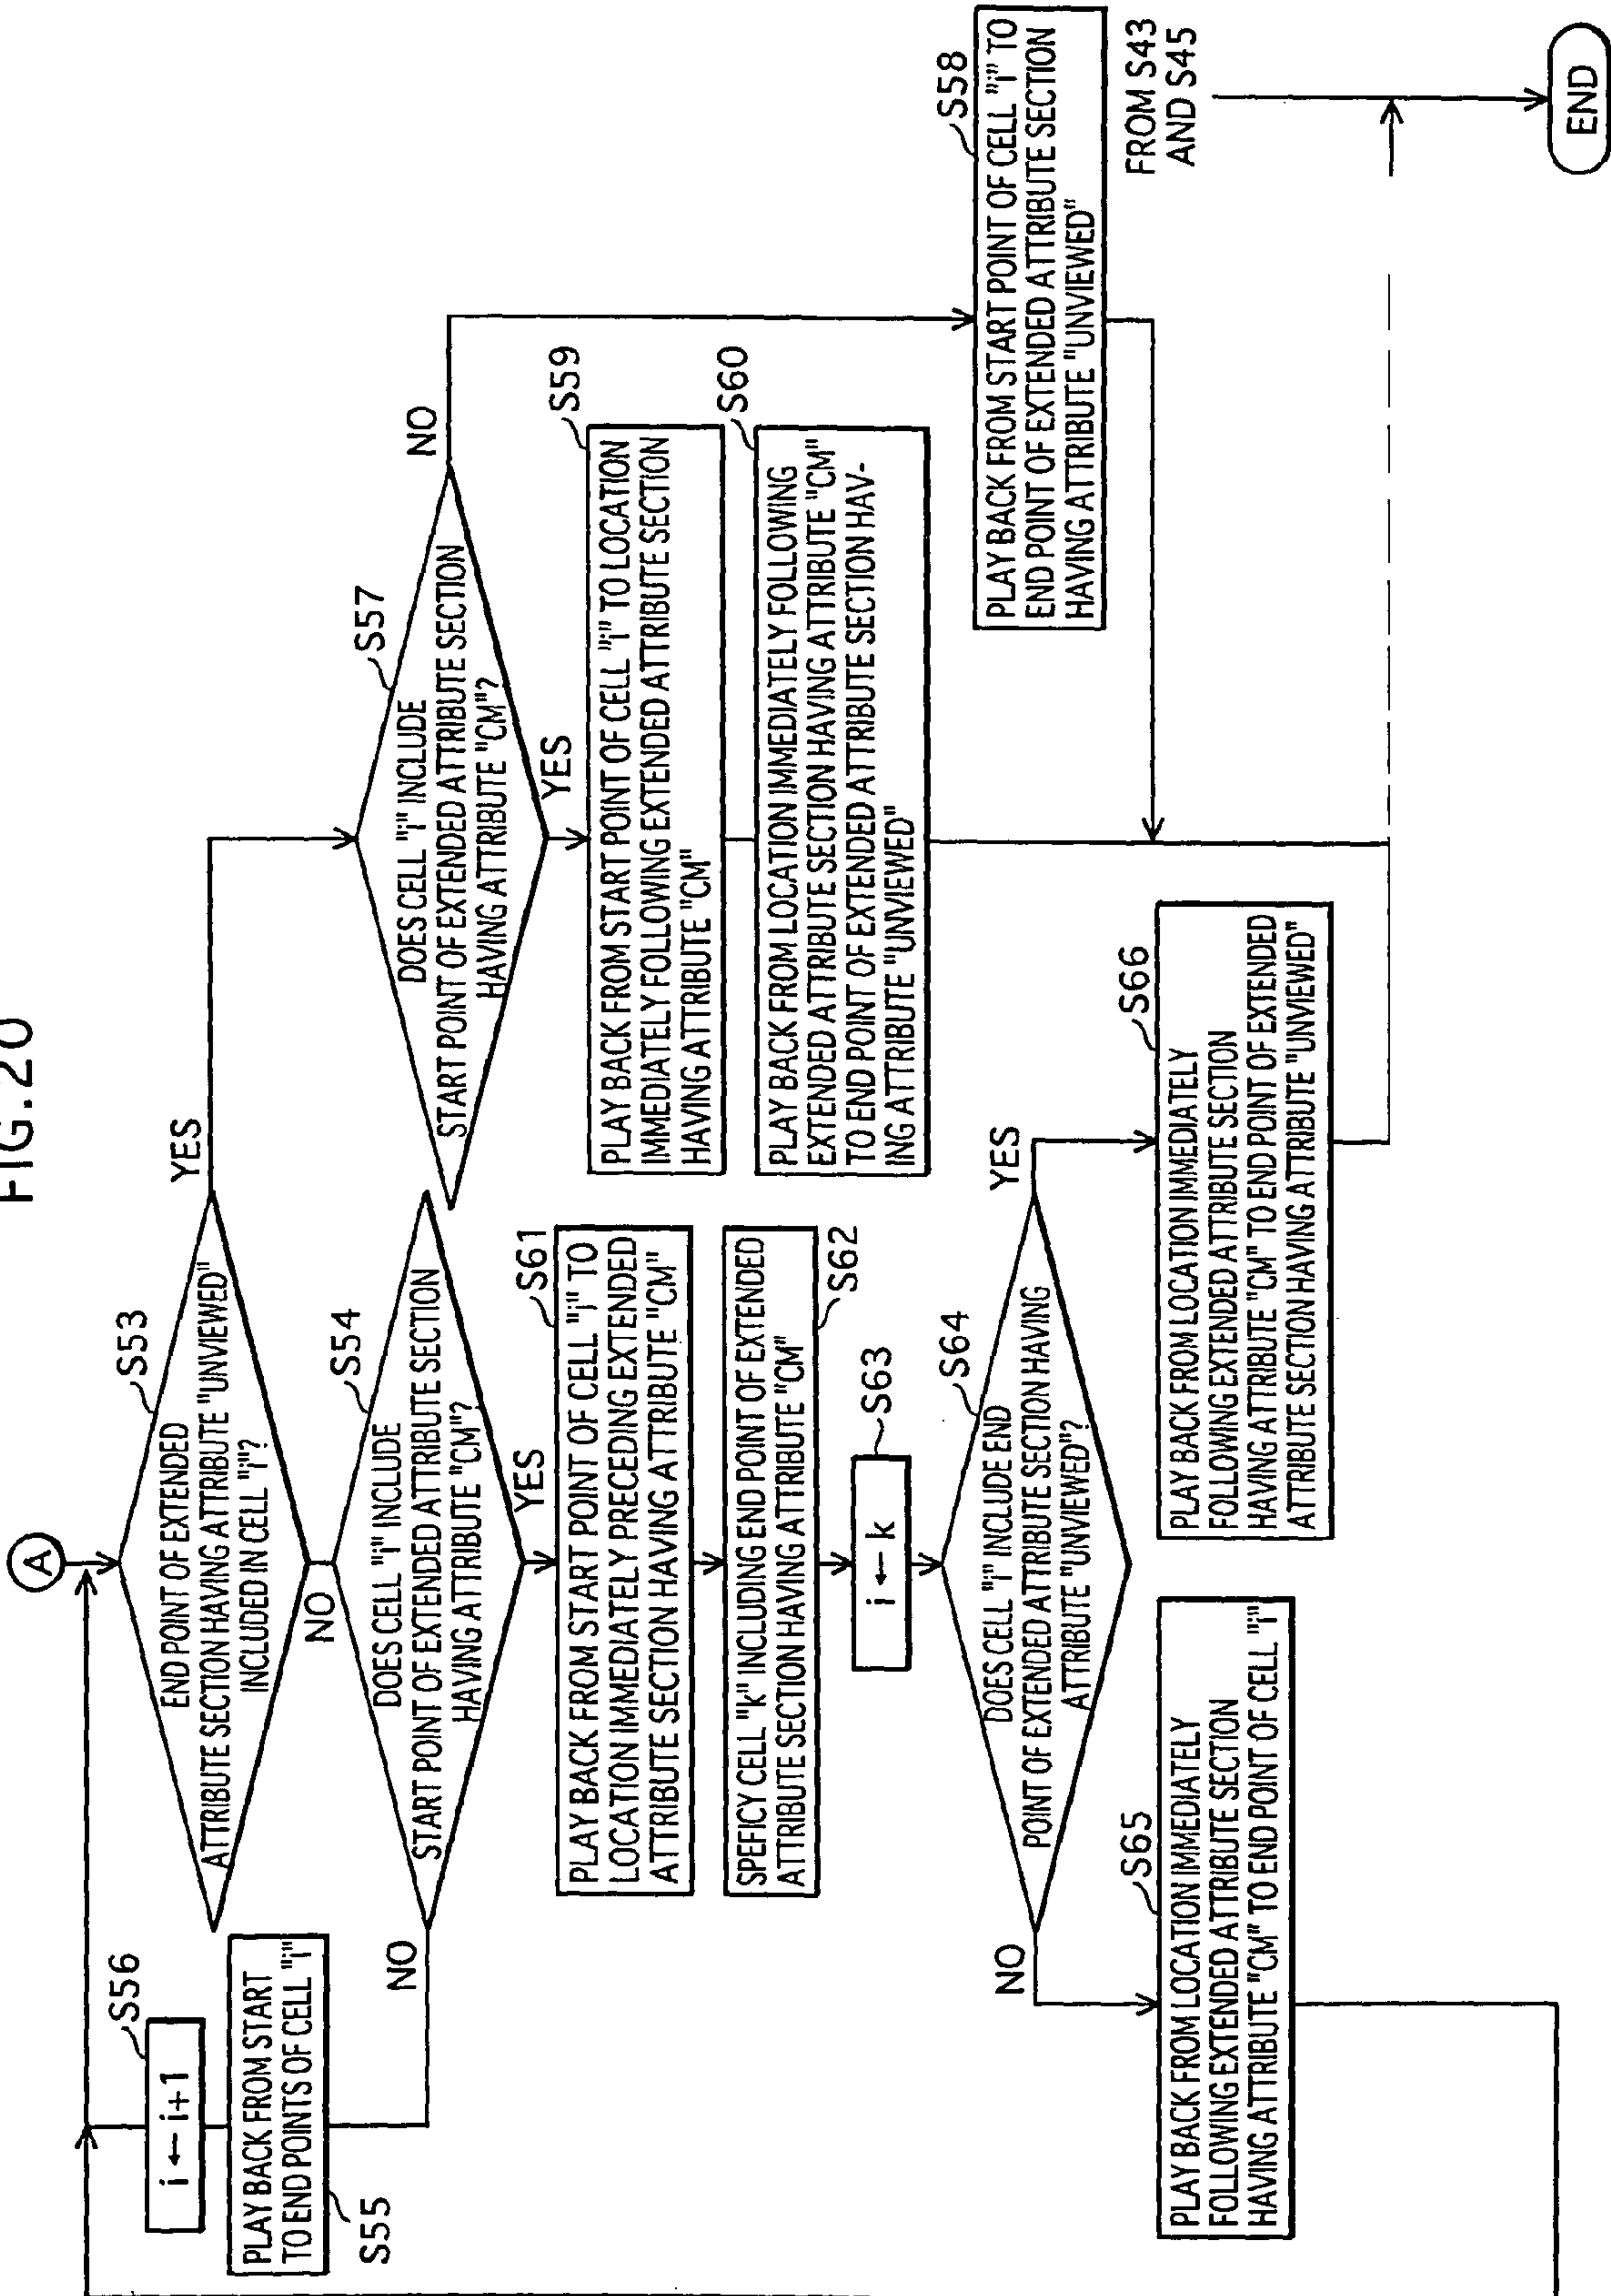 FIG.20
A
S53
END POINT OF EXTENDED
ATTRIBUTE SECTION HAVING ATTRIBUTE "UNVIEWED"
INCLUDED IN CELL "i"?
YES
NO
S54
DOES CELL "i" INCLUDE
START POINT OF EXTENDED ATTRIBUTE SECTION
HAVING ATTRIBUTE "CM"?
NO
YES
S56
i ← i+1
PLAY BACK FROM START
TO END POINTS OF CELL "i"
S55
S57
DOES CELL "i" INCLUDE
START POINT OF EXTENDED ATTRIBUTE SECTION
HAVING ATTRIBUTE "CM"?
NO
YES
S59
PLAY BACK FROM START POINT OF CELL "i" TO LOCATION
IMMEDIATELY FOLLOWING EXTENDED ATTRIBUTE SECTION
HAVING ATTRIBUTE "CM"
S60
PLAY BACK FROM LOCATION IMMEDIATELY FOLLOWING
EXTENDED ATTRIBUTE SECTION HAVING ATTRIBUTE "CM"
TO END POINT OF EXTENDED ATTRIBUTE SECTION HAV-
ING ATTRIBUTE "UNVIEWED"
S58
PLAY BACK FROM START POINT OF CELL "i" TO
END POINT OF EXTENDED ATTRIBUTE SECTION
HAVING ATTRIBUTE "UNVIEWED"
S61
PLAY BACK FROM START POINT OF CELL "i" TO
LOCATION IMMEDIATELY PRECEDING EXTENDED
ATTRIBUTE SECTION HAVING ATTRIBUTE "CM"
SPEFICY CELL "k" INCLUDING END POINT OF EXTENDED
ATTRIBUTE SECTION HAVING ATTRIBUTE "CM"
S62
i ← k
S63
S64
DOES CELL "i" INCLUDE END
POINT OF EXTENDED ATTRIBUTE SECTION HAVING
ATTRIBUTE "UNVIEWED"?
NO
YES
S65
PLAY BACK FROM LOCATION IMMEDIATELY
FOLLOWING EXTENDED ATTRIBUTE SECTION
HAVING ATTRIBUTE "CM" TO END POINT OF CELL "i"
S66
PLAY BACK FROM LOCATION IMMEDIATELY
FOLLOWING EXTENDED ATTRIBUTE SECTION
HAVING ATTRIBUTE "CM" TO END POINT OF EXTENDED
ATTRIBUTE SECTION HAVING ATTRIBUTE "UNVIEWED"
FROM S43
AND S45
END